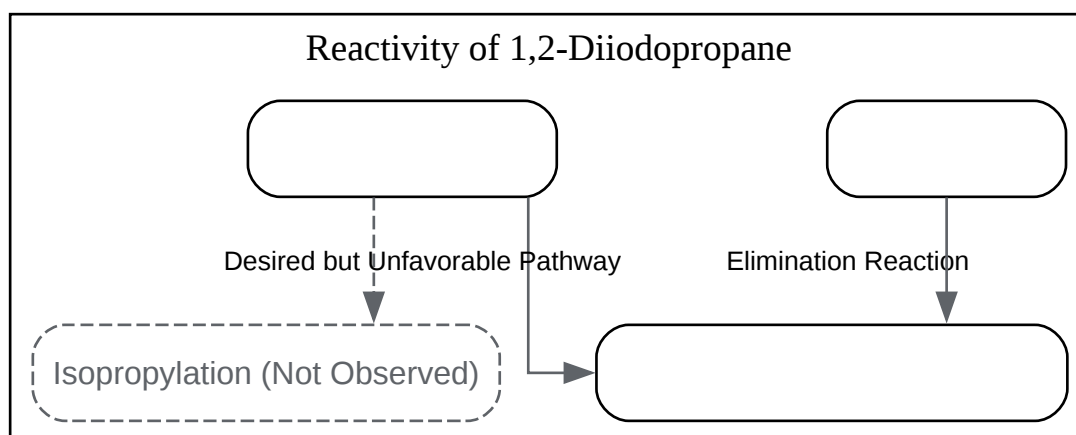 Reactivity of 1,2-Diiodopropane
Desired but Unfavorable Pathway
Elimination Reaction
Isopropylation (Not Observed)